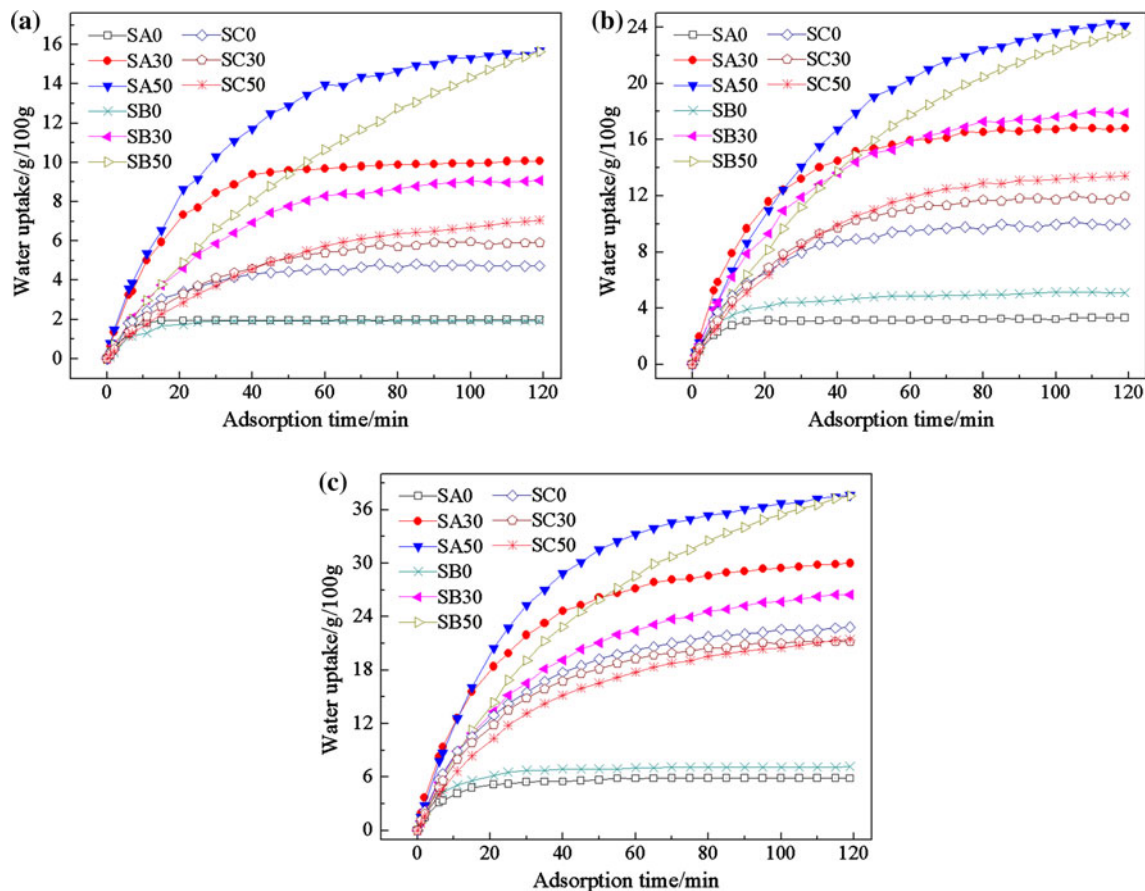 (a)
Water uptake/g/100g
16
14
12
10
8
6
4
2
0
SA0
SA30
SA50
SB0
SB30
SB50
SC0
SC30
SC50
0 20 40 60 80 100 120
Adsorption time/min
(b)
Water uptake/g/100g
24
20
16
12
8
4
0
SA0
SA30
SA50
SB0
SB30
SB50
SC0
SC30
SC50
0 20 40 60 80 100 120
Adsorption time/min
(c)
Water uptake/g/100g
36
30
24
18
12
6
0
SA0
SA30
SA50
SB0
SB30
SB50
SC0
SC30
SC50
0 20 40 60 80 100 120
Adsorption time/min